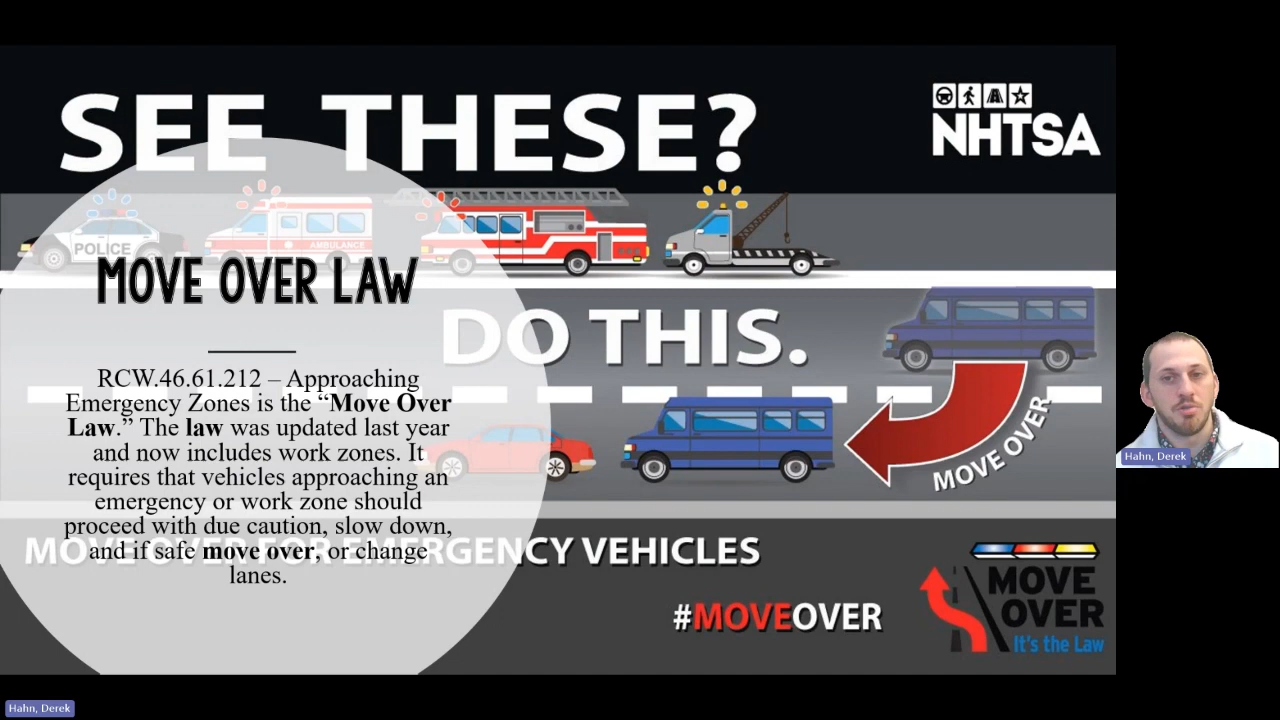 SEE THESE?
NHTSA
POLICE
AMBULANCE
MOVE OVER LAW
DO THIS.
RCW.46.61.212 – Approaching
Emergency Zones is the “Move Over
Law.” The law was updated last year
and now includes work zones. It
requires that vehicles approaching an
emergency or work zone should
proceed with due caution, slow down,
and if safe move over, or change
lanes.
MOVE OVER
MOVE OVER FOR EMERGENCY VEHICLES
#MOVEOVER
MOVE
OVER
It's the Law
Hahn, Derek
Hahn, Derek